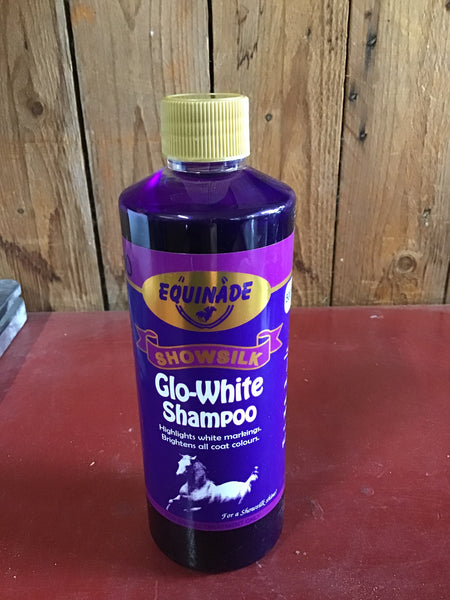 EQUINADE
SHOWSILK
Glo-White
Shampoo
Highlights white markings.
Brightens all coat colours.
For a Showsilk shine